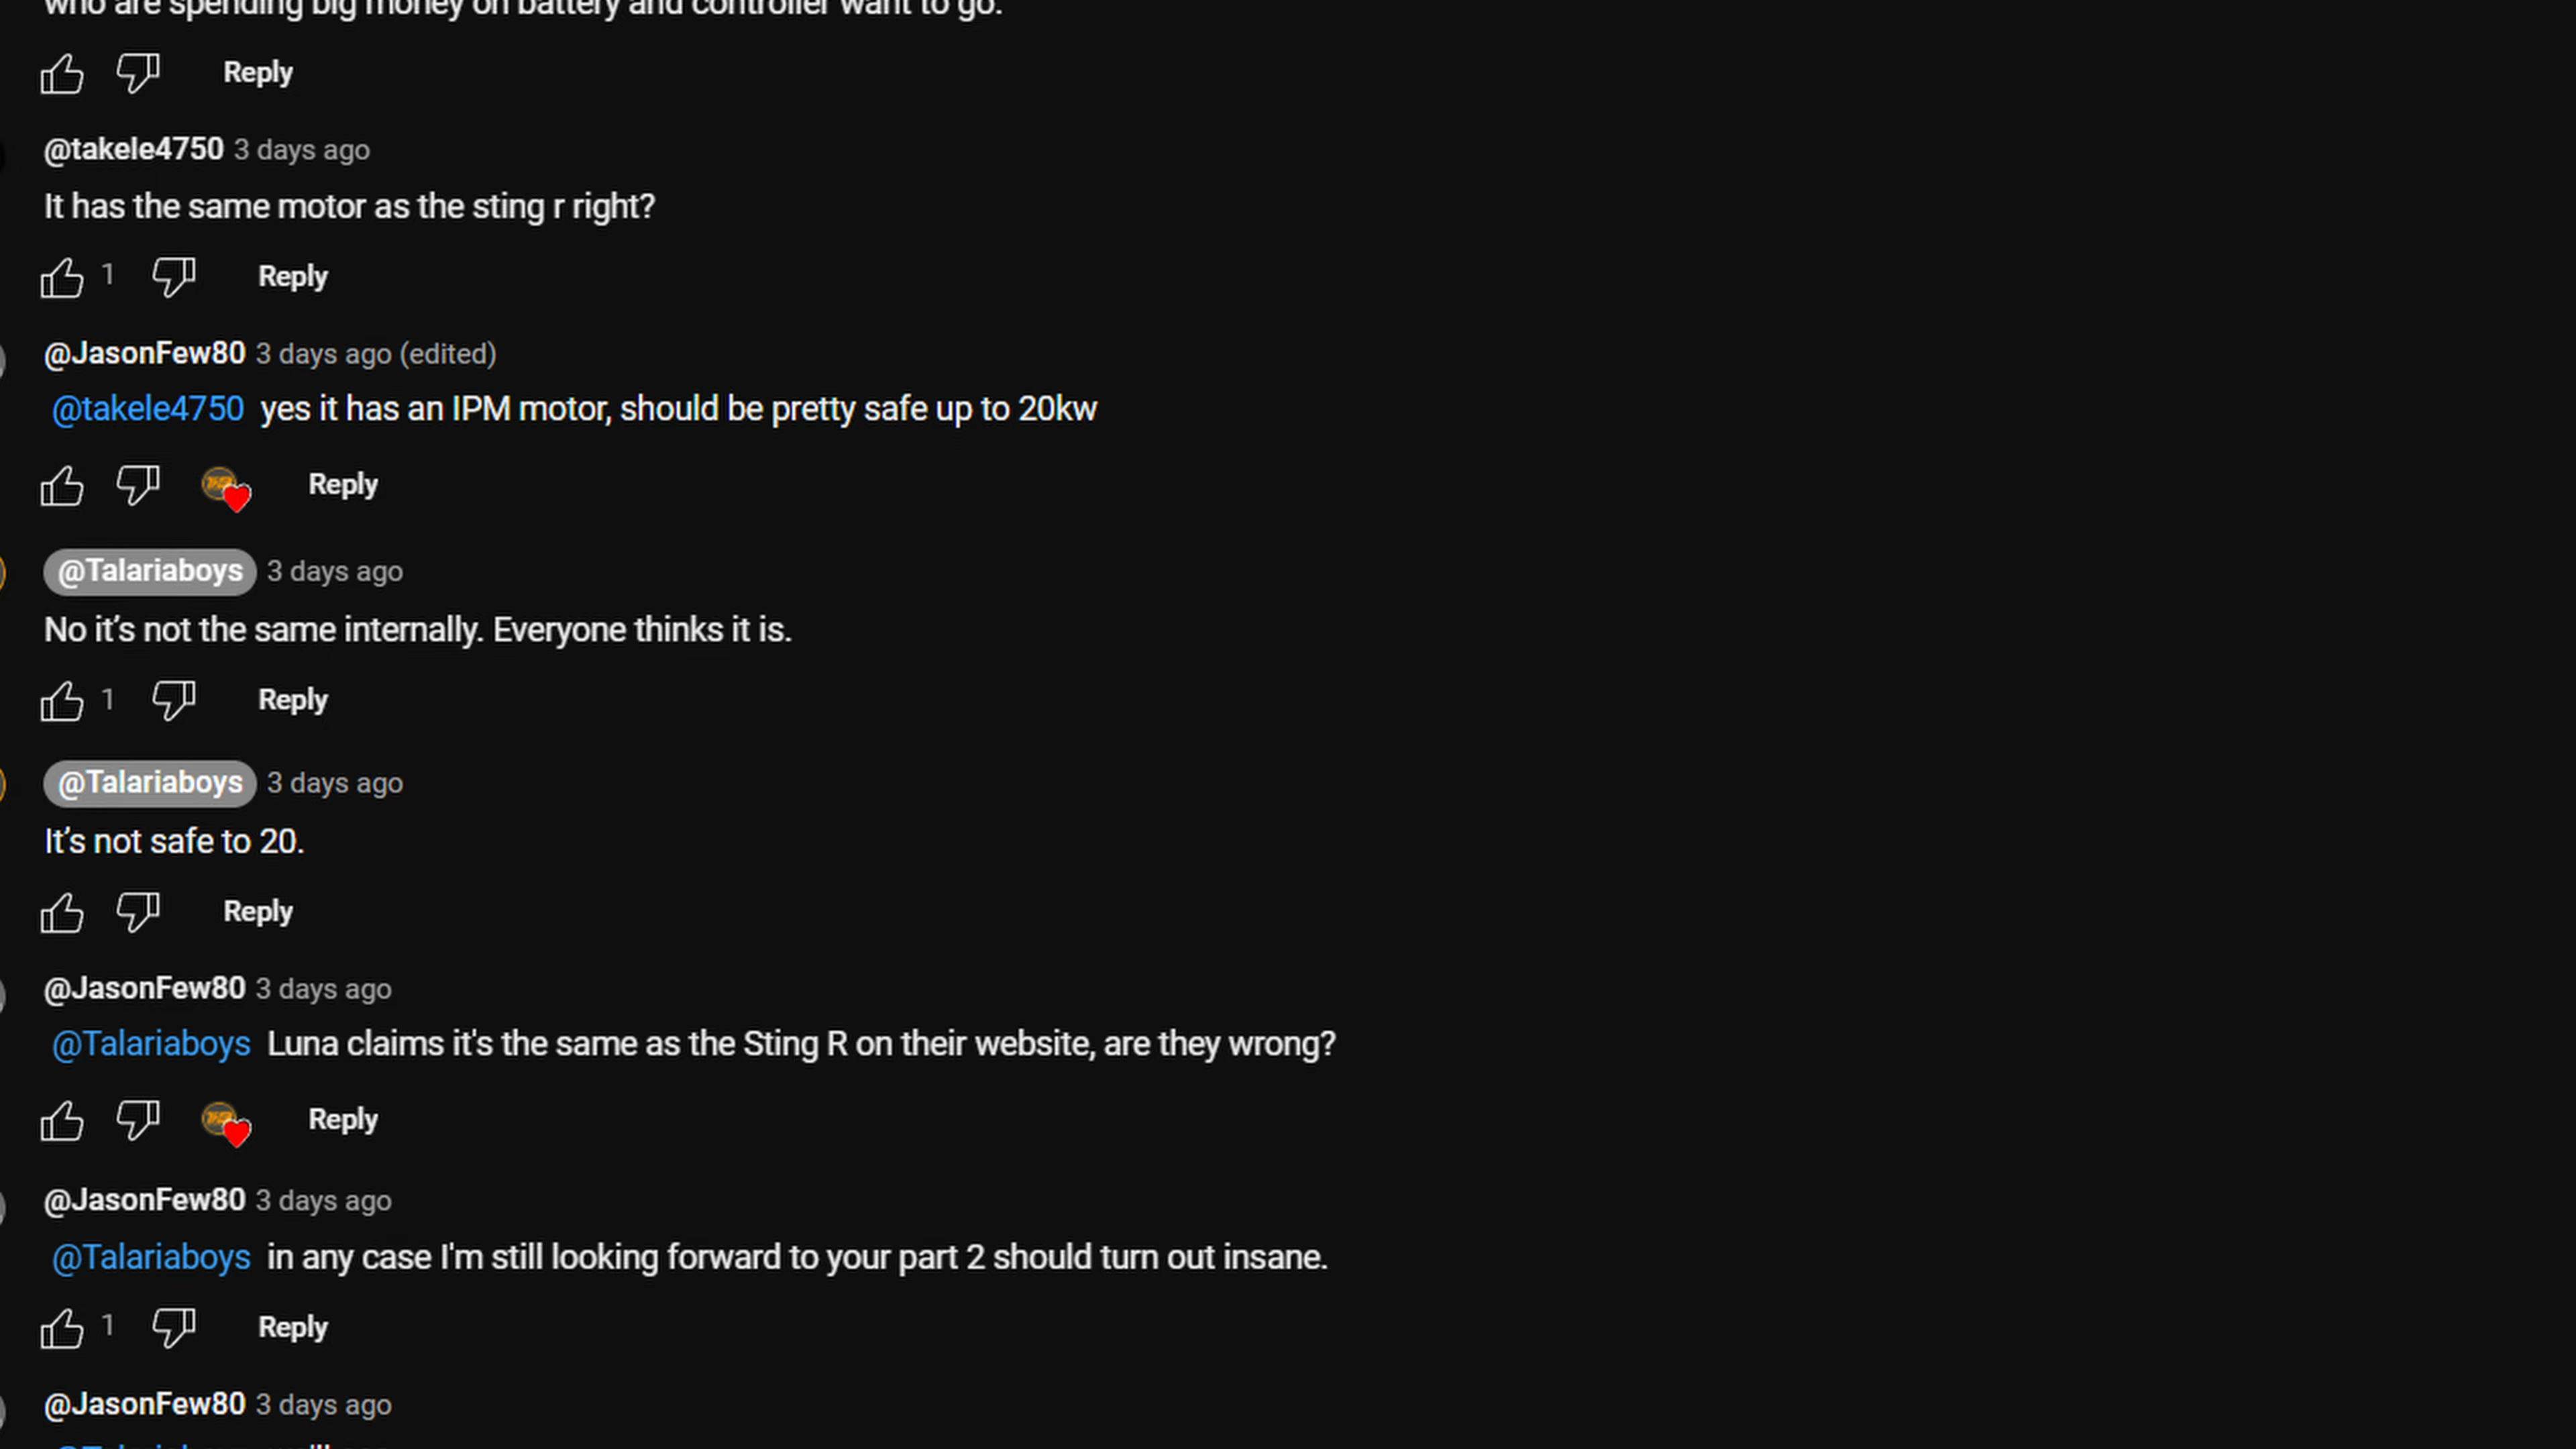 who are spending big money on battery and controller want to go.
Reply
@takele4750 3 days ago
It has the same motor as the sting r right?
1 Reply
@JasonFew80 3 days ago (edited)
@takele4750 yes it has an IPM motor, should be pretty safe up to 20kw
Reply
@Talariaboys 3 days ago
No it’s not the same internally. Everyone thinks it is.
1 Reply
@Talariaboys 3 days ago
It’s not safe to 20.
Reply
@JasonFew80 3 days ago
@Talariaboys Luna claims it's the same as the Sting R on their website, are they wrong?
Reply
@JasonFew80 3 days ago
@Talariaboys in any case I'm still looking forward to your part 2 should turn out insane.
1 Reply
@JasonFew80 3 days ago